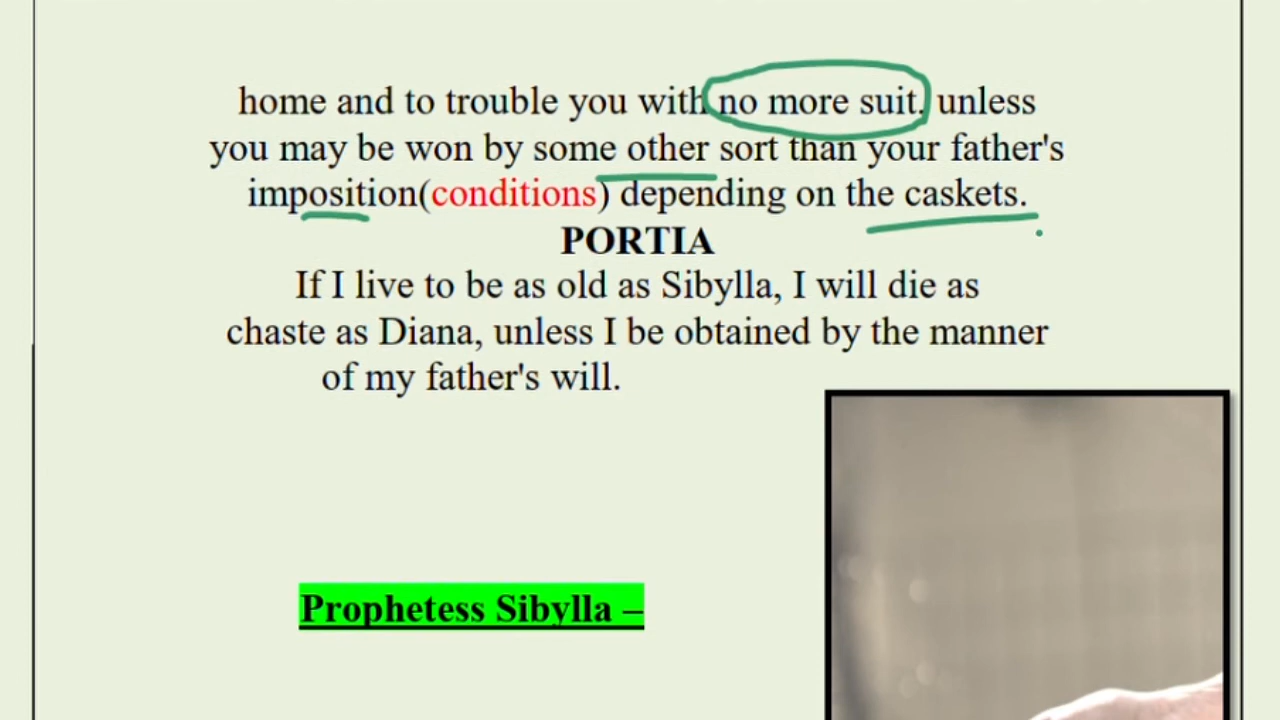 home and to trouble you with no more suit, unless
you may be won by some other sort than your father's
imposition(conditions) depending on the caskets.
PORTIA
If I live to be as old as Sibylla, I will die as
chaste as Diana, unless I be obtained by the manner
of my father's will.
Prophetess Sibylla –